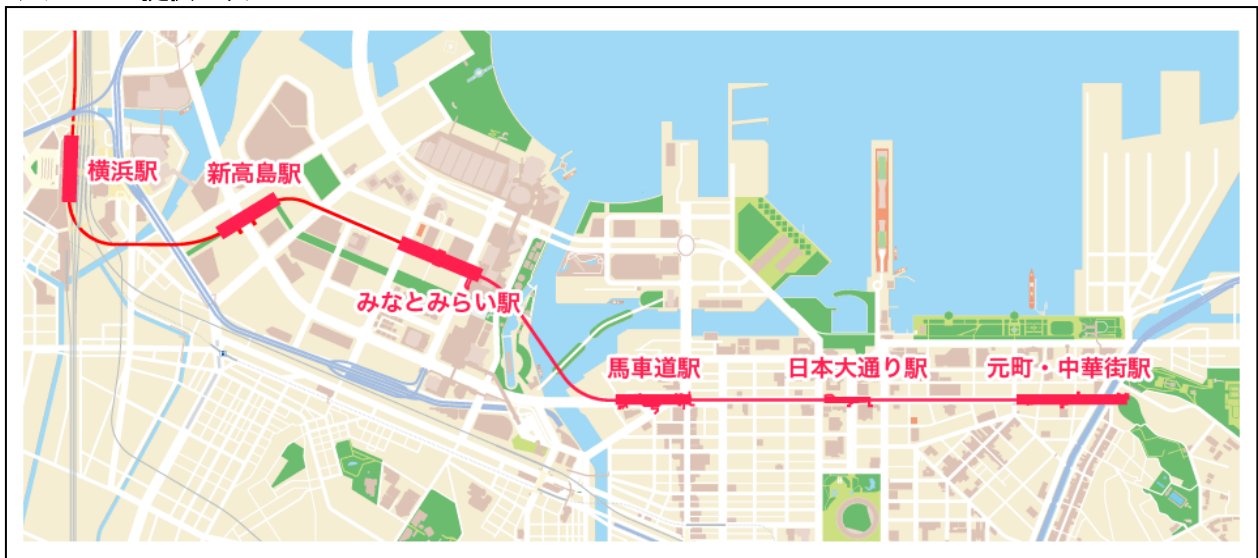 横浜駅
新高島駅
みなとみらい駅
馬車道駅
日本大通り駅
元町・中華街駅